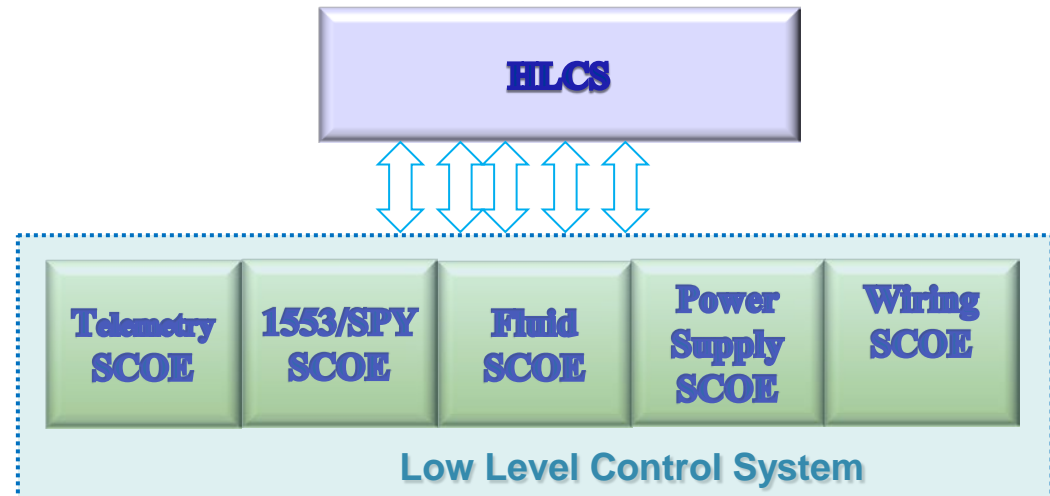 HLCS
Telemetry
SCOE
1553/SPY
SCOE
Fluid
SCOE
Power
Supply
SCOE
Wiring
SCOE
Low Level Control System